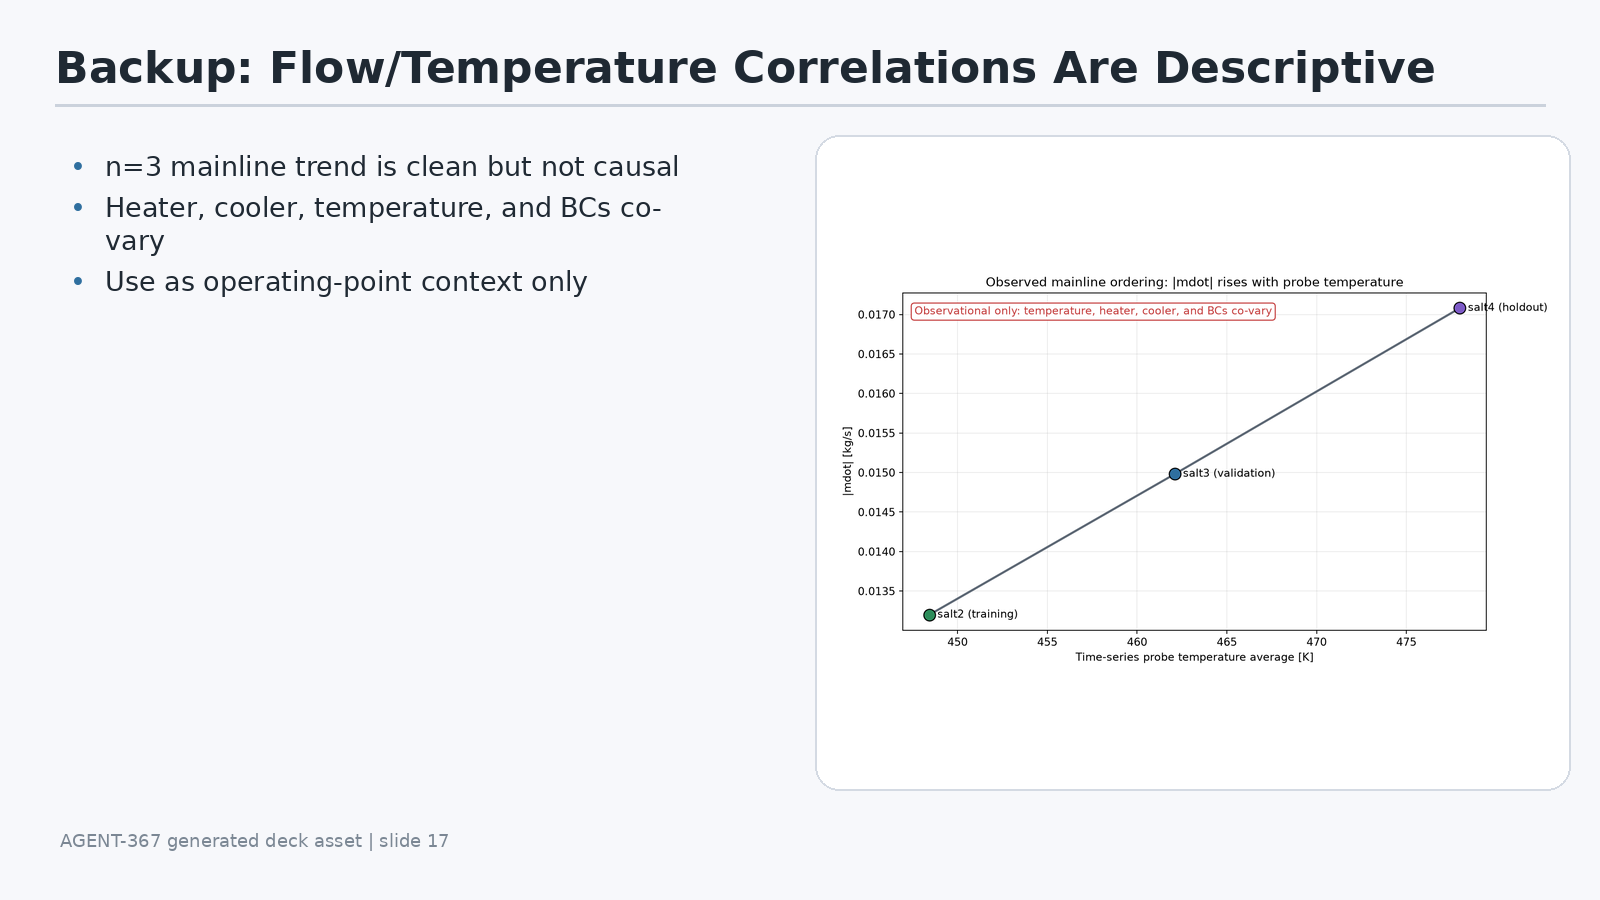 Backup: Flow/Temperature Correlations Are Descriptive
• n=3 mainline trend is clean but not causal
• Heater, cooler, temperature, and BCs co-
vary
• Use as operating-point context only
Observed mainline ordering: |mdot| rises with probe temperature
Observational only: temperature, heater, cooler, and BCs co-vary
salt4 (holdout)
salt3 (validation)
salt2 (training)
|mdot| [kg/s]
0.0170
0.0165
0.0160
0.0155
0.0150
0.0145
0.0140
0.0135
450 455 460 465 470 475
Time-series probe temperature average [K]
AGENT-367 generated deck asset | slide 17